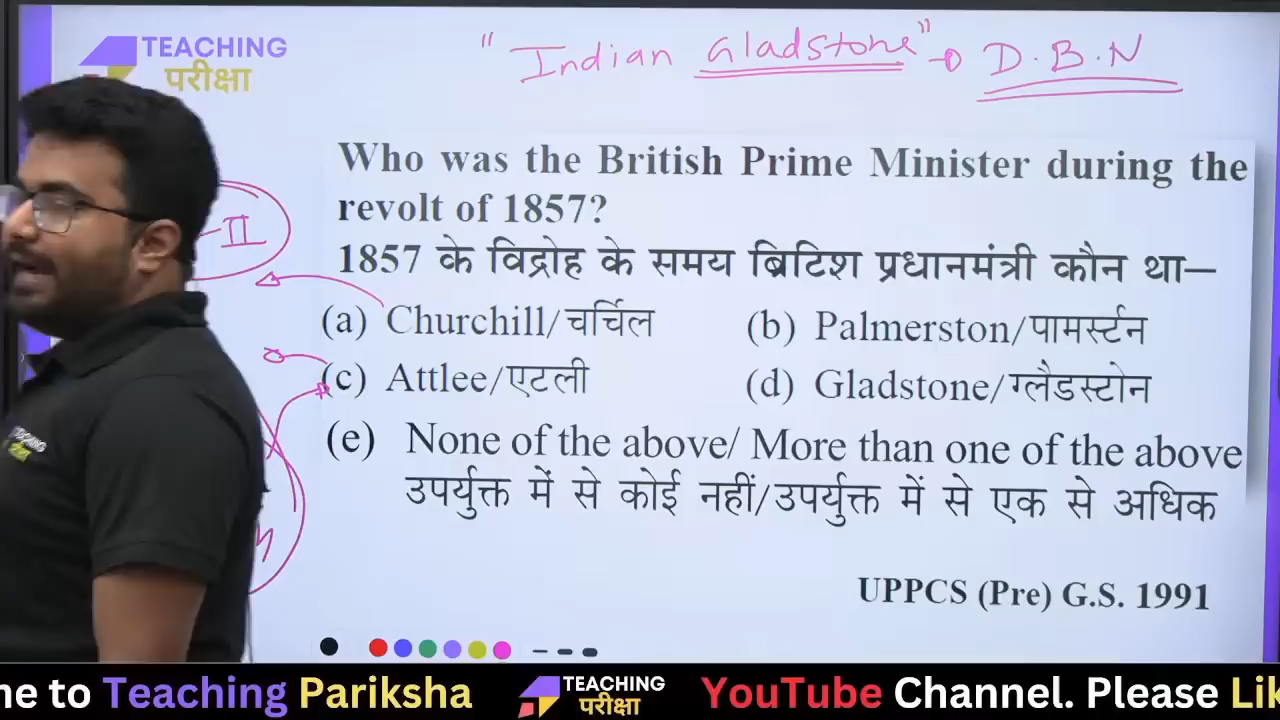 TEACHING
परीक्षा
"Indian Gladstone" → D.B.N
Who was the British Prime Minister during the
revolt of 1857?
1857 के विद्रोह के समय ब्रिटिश प्रधानमंत्री कौन था—
(a) Churchill/चर्चिल (b) Palmerston/पामर्स्टन
(c) Attlee/एटली (d) Gladstone/ग्लैडस्टोन
(e) None of the above/ More than one of the above
उपर्युक्त में से कोई नहीं/उपर्युक्त में से एक से अधिक
UPPCS (Pre) G.S. 1991
-II
me to Teaching Pariksha TEACHING परीक्षा YouTube Channel. Please Lik